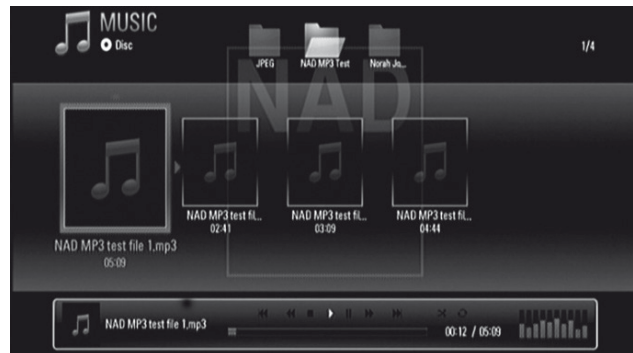 MUSIC
Disc
JPEG
NAD MP3 Test
Norah Jo...
1/4
NAD
NAD MP3 test file 1.mp3
05:09
NAD MP3 test fil...
02:41
NAD MP3 test fil...
03:09
NAD MP3 test fil...
04:44
NAD MP3 test file 1.mp3
00:12 / 05:09